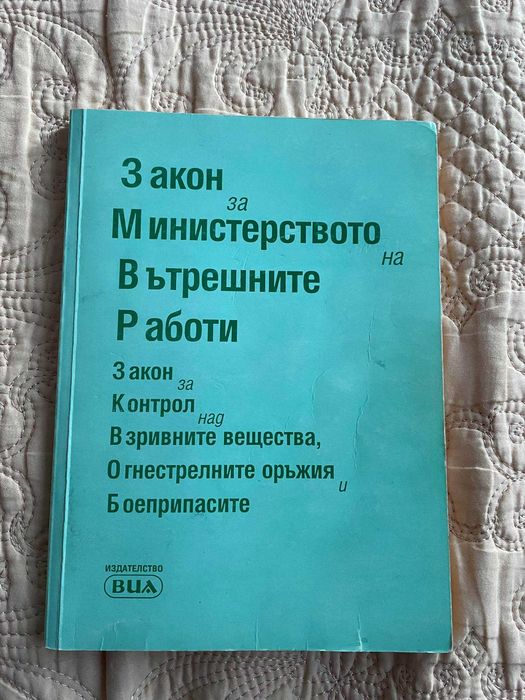 Закон
за
Министерството
на
Вътрешните
Работи
Закон
за
Контрол
над
Взривните вещества,
Огнестрелните оръжия
и
Боеприпасите
ИЗДАТЕЛСТВО
ВИА